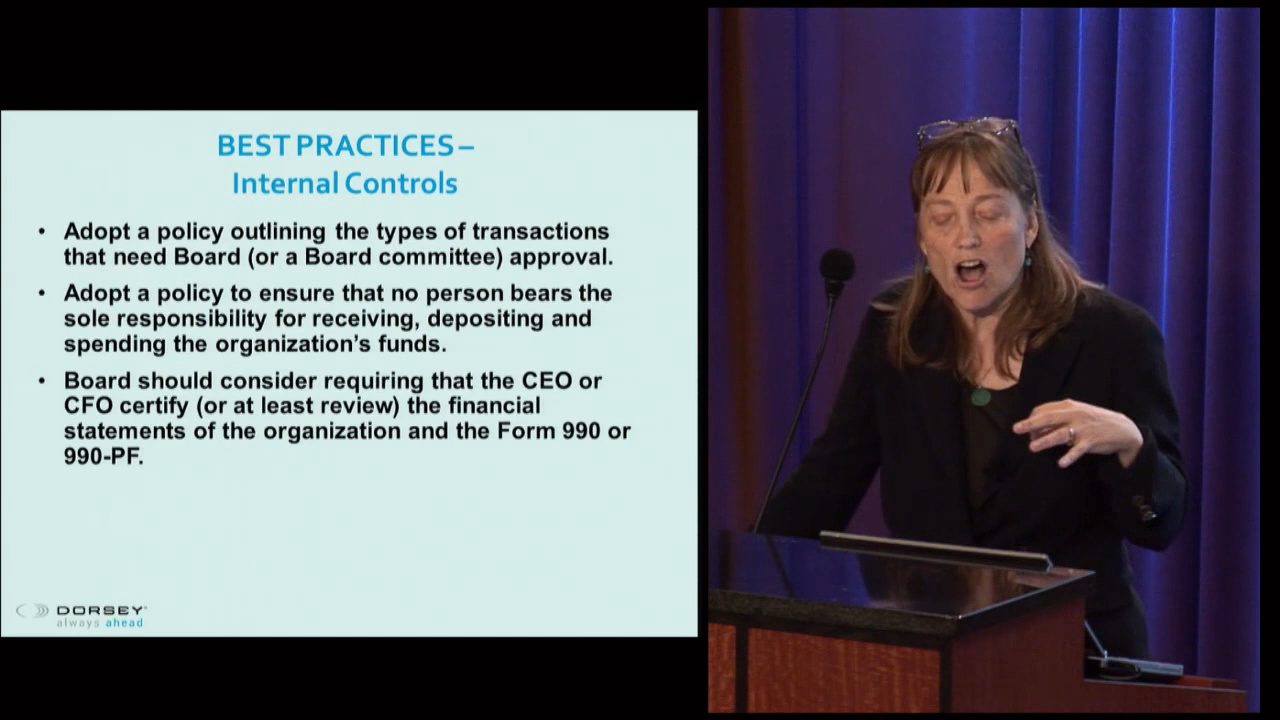 BEST PRACTICES –
Internal Controls
• Adopt a policy outlining the types of transactions
that need Board (or a Board committee) approval.
• Adopt a policy to ensure that no person bears the
sole responsibility for receiving, depositing and
spending the organization's funds.
• Board should consider requiring that the CEO or
CFO certify (or at least review) the financial
statements of the organization and the Form 990 or
990-PF.
DORSEY
always ahead